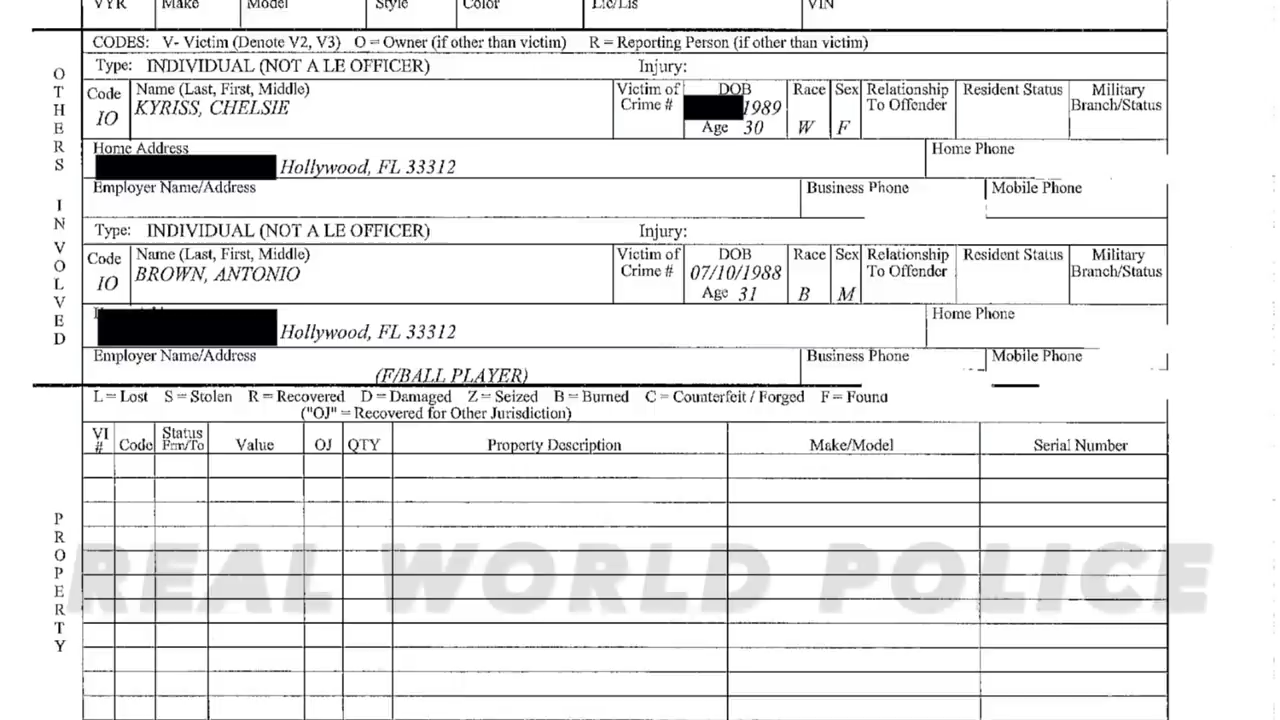 VYR Make Model Style Color Lic/Lis VIN
CODES: V- Victim (Denote V2, V3) O = Owner (if other than victim) R = Reporting Person (if other than victim)
OTHERS INVOLVED
Type: INDIVIDUAL (NOT A LE OFFICER) Injury:
Code Name (Last, First, Middle) Victim of Crime # DOB Race Sex Relationship To Offender Resident Status Military Branch/Status
IO KYRISS, CHELSIE 1989 Age 30 W F
Home Address Home Phone
Hollywood, FL 33312
Employer Name/Address Business Phone Mobile Phone
Type: INDIVIDUAL (NOT A LE OFFICER) Injury:
Code Name (Last, First, Middle) Victim of Crime # DOB Race Sex Relationship To Offender Resident Status Military Branch/Status
IO BROWN, ANTONIO 07/10/1988 Age 31 B M
Home Phone
Hollywood, FL 33312
Employer Name/Address Business Phone Mobile Phone
(F/BALL PLAYER)
L = Lost S = Stolen R = Recovered D = Damaged Z = Seized B = Burned C = Counterfeit / Forged F = Found
("OJ" = Recovered for Other Jurisdiction)
VI # Code Status Frm/To Value OJ QTY Property Description Make/Model Serial Number
PROPERTY
REAL WORLD POLICE